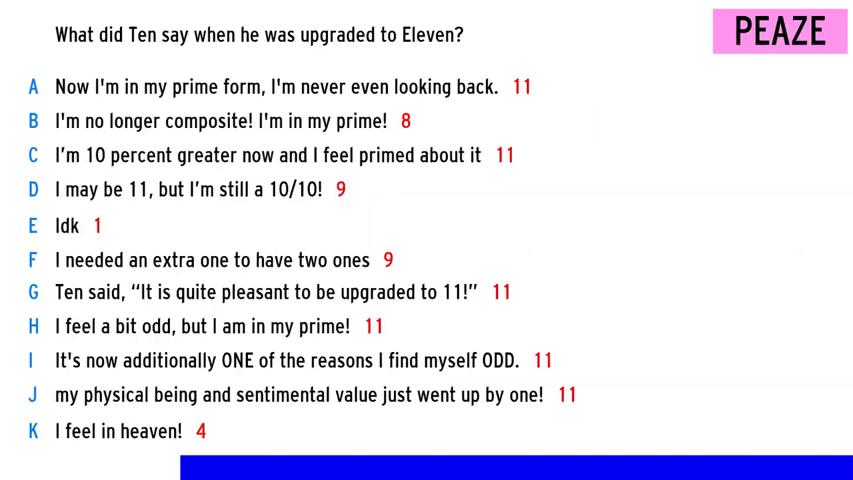 What did Ten say when he was upgraded to Eleven?
PEAZE
A Now I'm in my prime form, I'm never even looking back. 11
B I'm no longer composite! I'm in my prime! 8
C I’m 10 percent greater now and I feel primed about it 11
D I may be 11, but I’m still a 10/10! 9
E Idk 1
F I needed an extra one to have two ones 9
G Ten said, “It is quite pleasant to be upgraded to 11!” 11
H I feel a bit odd, but I am in my prime! 11
I It's now additionally ONE of the reasons I find myself ODD. 11
J my physical being and sentimental value just went up by one! 11
K I feel in heaven! 4